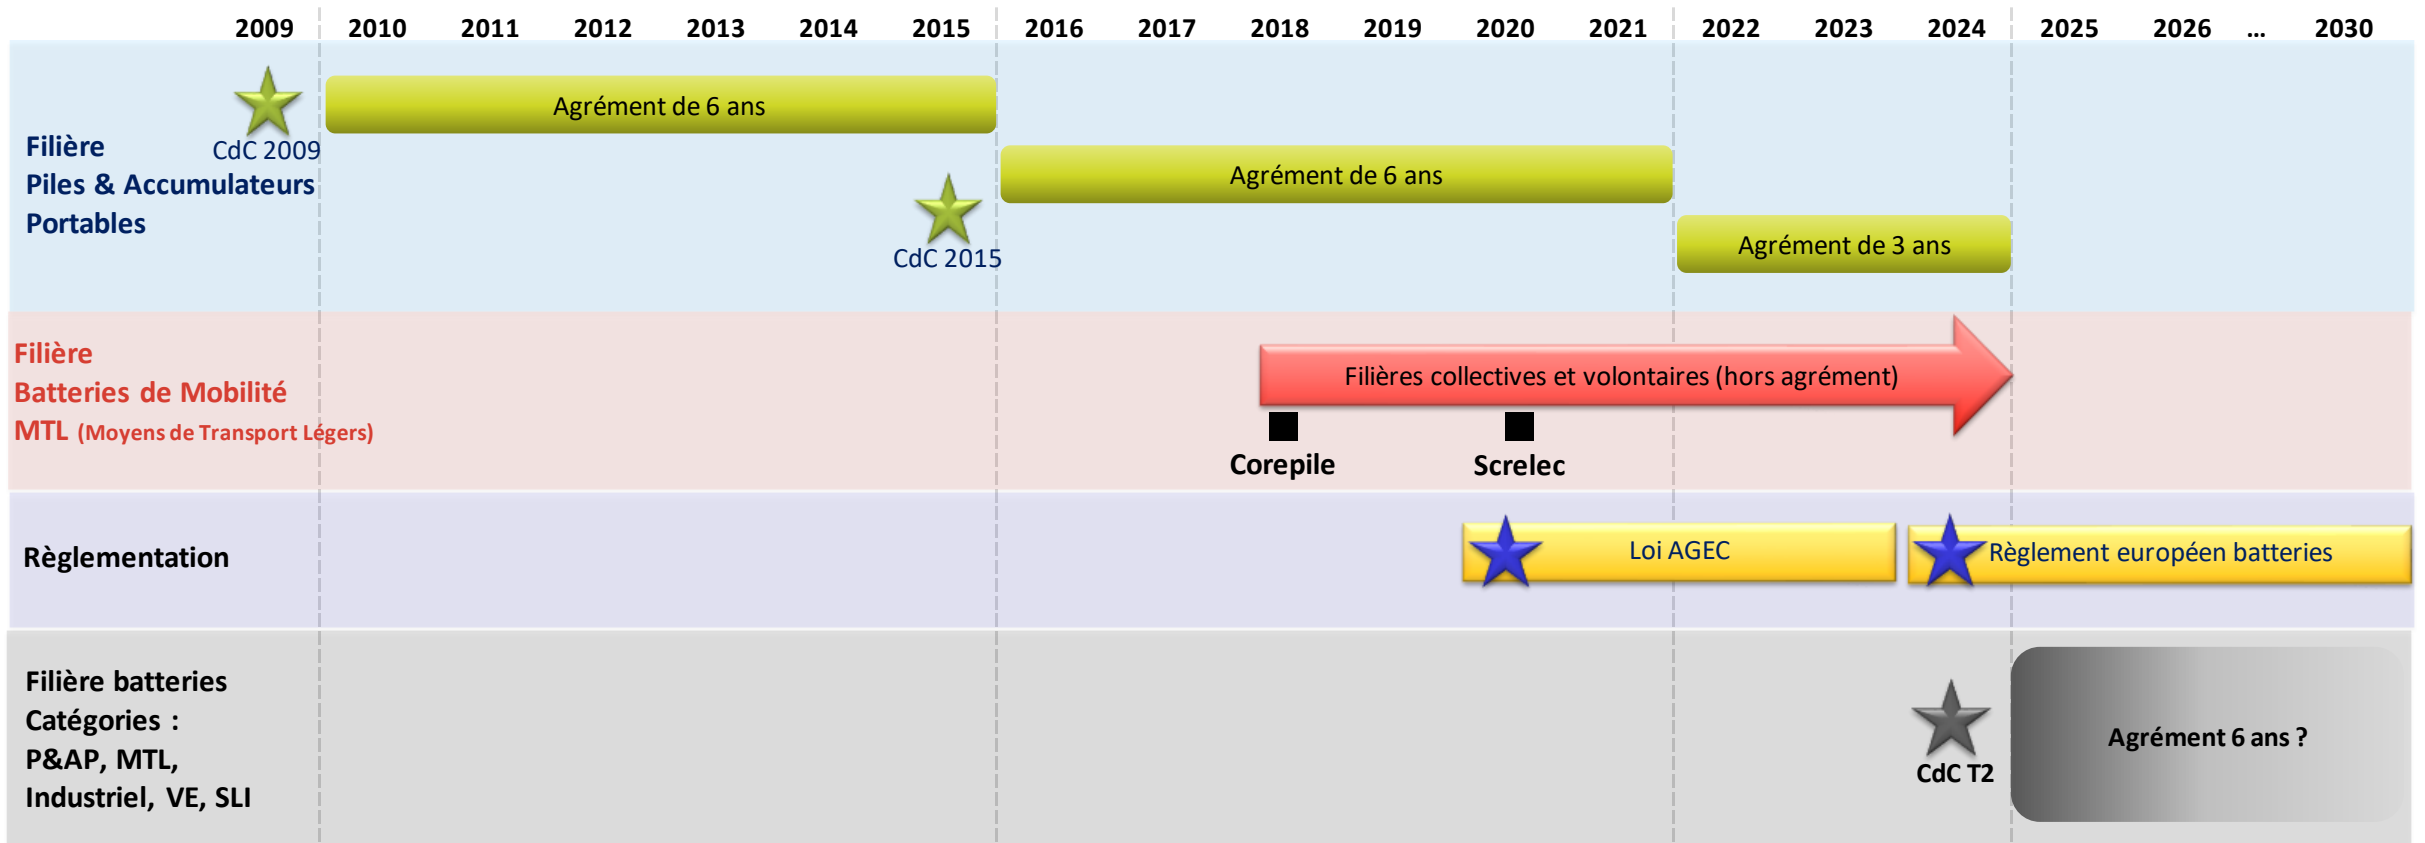 2009 2010 2011 2012 2013 2014 2015 2016 2017 2018 2019 2020 2021 2022 2023 2024 2025 2026 ... 2030
Filière
Piles & Accumulateurs
Portables
CdC 2009
Agrément de 6 ans
CdC 2015
Agrément de 6 ans
Agrément de 3 ans
Filière
Batteries de Mobilité
MTL (Moyens de Transport Légers)
Filières collectives et volontaires (hors agrément)
Corepile
Screlec
Règlementation
Loi AGEC
Règlement européen batteries
Filière batteries
Catégories :
P&AP, MTL,
Industriel, VE, SLI
CdC T2
Agrément 6 ans ?